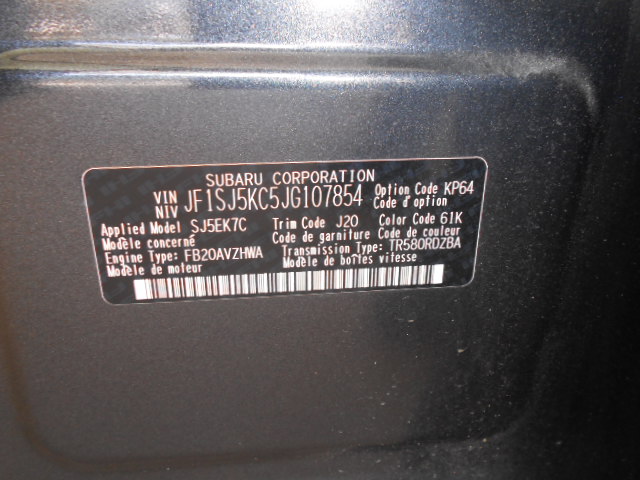 SUBARU CORPORATION
VIN NIV JF1SJ5KC5JG107854 Option Code KP64
Code d'option
Applied Model SJ5EK7C Trim Code J20 Color Code 61K
Modèle concerné Code de garniture Code de couleur
Engine Type: FB20AVZHWA Transmission Type: TR580RDZBA
Modèle de moteur Modèle de boîtes vitesse